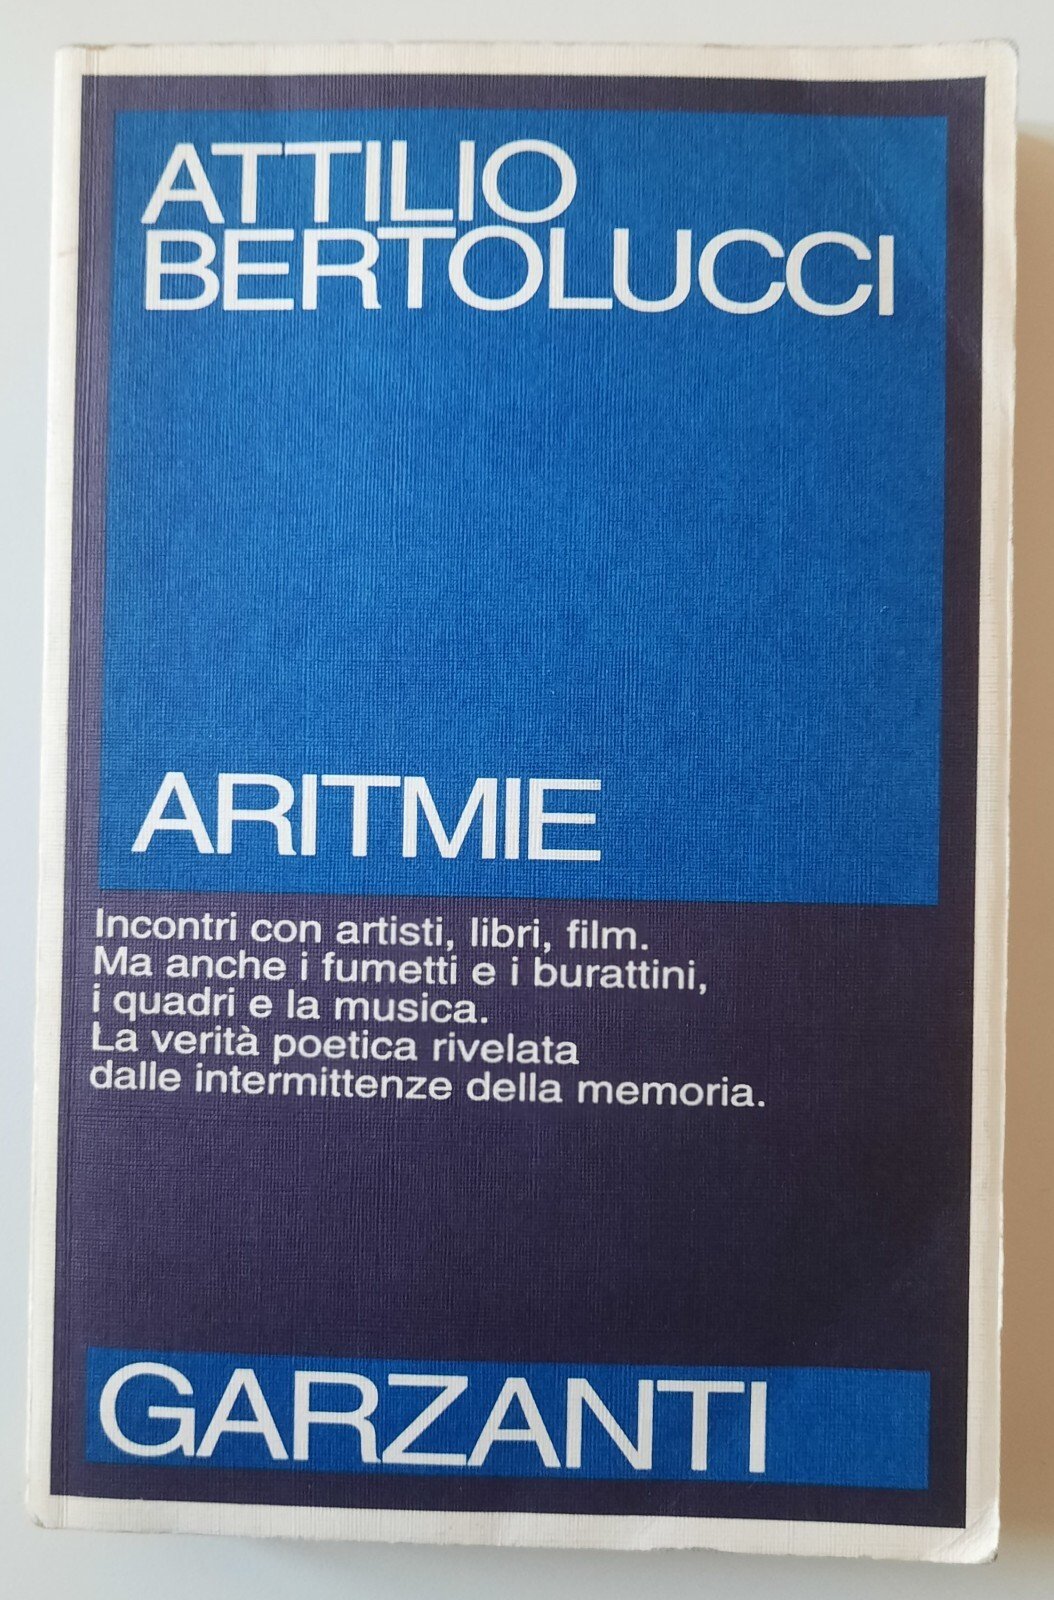 ATTILIO
BERTOLUCCI
ARITMIE
Incontri con artisti, libri, film.
Ma anche i fumetti e i burattini,
i quadri e la musica.
La verità poetica rivelata
dalle intermittenze della memoria.
GARZANTI